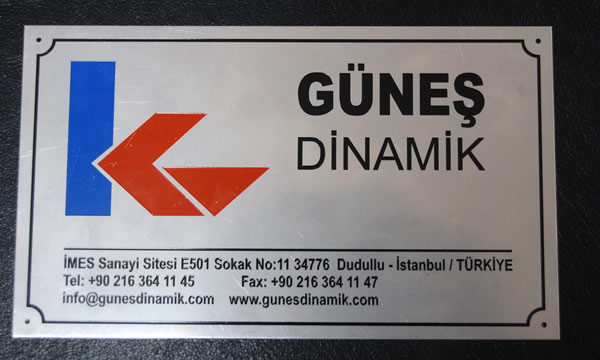 GÜNEŞ
DİNAMİK
İMES Sanayi Sitesi E501 Sokak No:11 34776 Dudullu - İstanbul / TÜRKİYE
Tel: +90 216 364 11 45 Fax: +90 216 364 11 47
info@gunesdinamik.com www.gunesdinamik.com